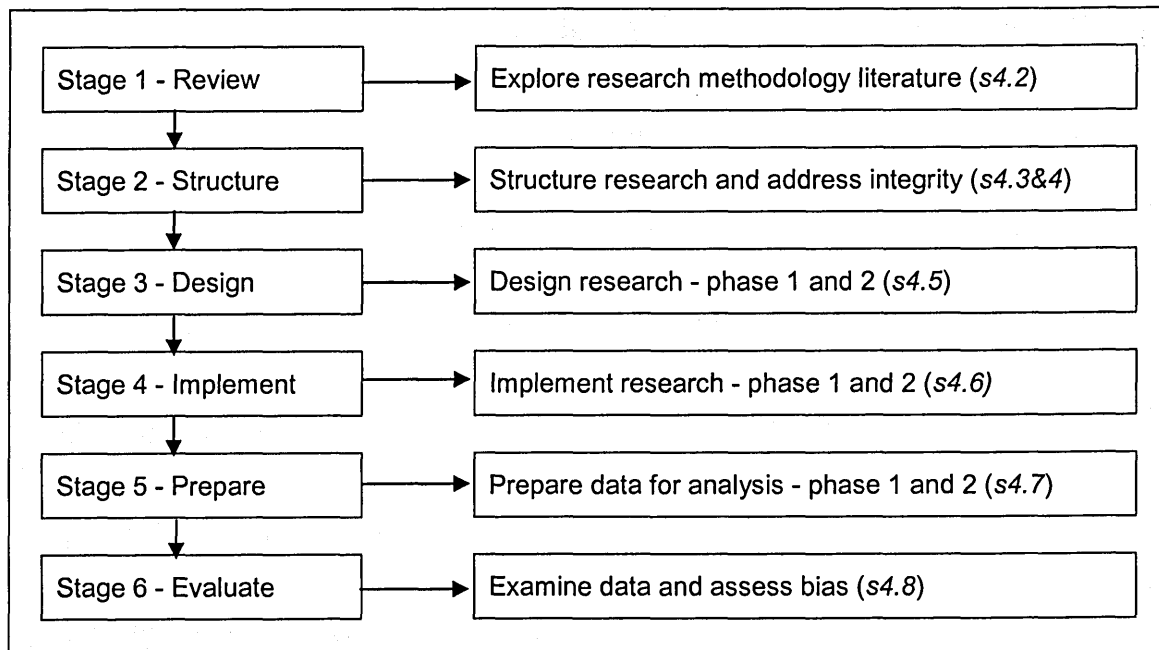 Stage 1 - Review
Explore research methodology literature (s4.2)
Stage 2 - Structure
Structure research and address integrity (s4.3&4)
Stage 3 - Design
Design research - phase 1 and 2 (s4.5)
Stage 4 - Implement
Implement research - phase 1 and 2 (s4.6)
Stage 5 - Prepare
Prepare data for analysis - phase 1 and 2 (s4.7)
Stage 6 - Evaluate
Examine data and assess bias (s4.8)